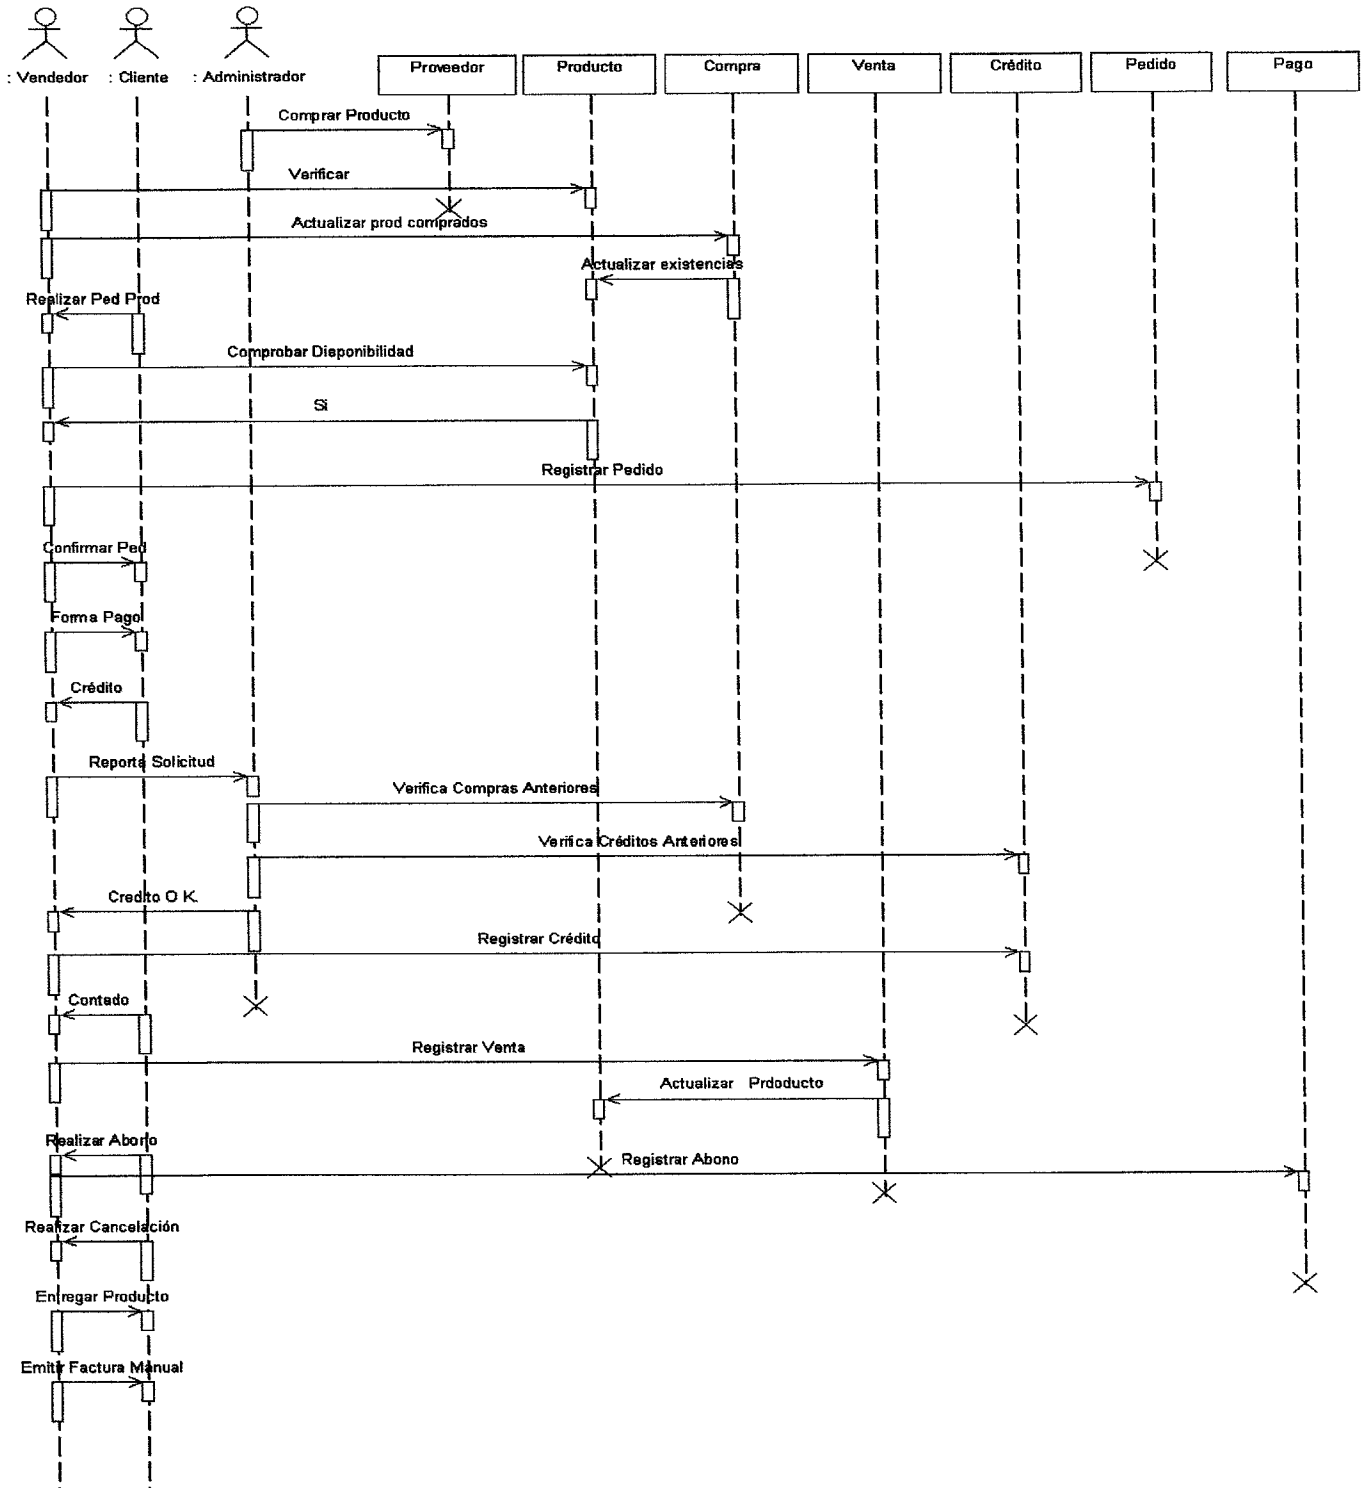 : Vendedor
: Cliente
: Administrador
Proveedor
Producto
Compra
Venta
Crédito
Pedido
Pago
Comprar Producto
Verificar
Actualizar prod comprados
Actualizar existencias
Realizar Ped Prod
Comprobar Disponibilidad
Si
Registrar Pedido
Confirmar Ped
Forma Pago
Crédito
Reporta Solicitud
Verifica Compras Anteriores
Verifica Créditos Anteriores
Credito O K.
Registrar Crédito
Contado
Registrar Venta
Actualizar Prdoducto
Realizar Abono
Registrar Abono
Realizar Cancelación
Entregar Producto
Emitir Factura Manual